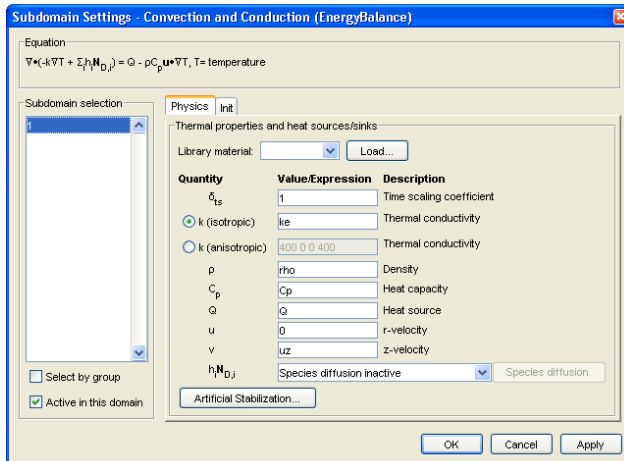 Subdomain Settings - Convection and Conduction (EnergyBalance)
Equation
∇•(-k∇T + ΣᵢhᵢN_D,i) = Q - ρC_pu•∇T, T= temperature
Subdomain selection
1
Select by group
Active in this domain
Physics Init
Thermal properties and heat sources/sinks
Library material: Load...
Quantity Value/Expression Description
δts 1 Time scaling coefficient
k (isotropic) ke Thermal conductivity
k (anisotropic) 400 0 0 400 Thermal conductivity
ρ rho Density
Cp Cp Heat capacity
Q Q Heat source
u 0 r-velocity
v uz z-velocity
hᵢN_D,i Species diffusion inactive Species diffusion
Artificial Stabilization...
OK Cancel Apply